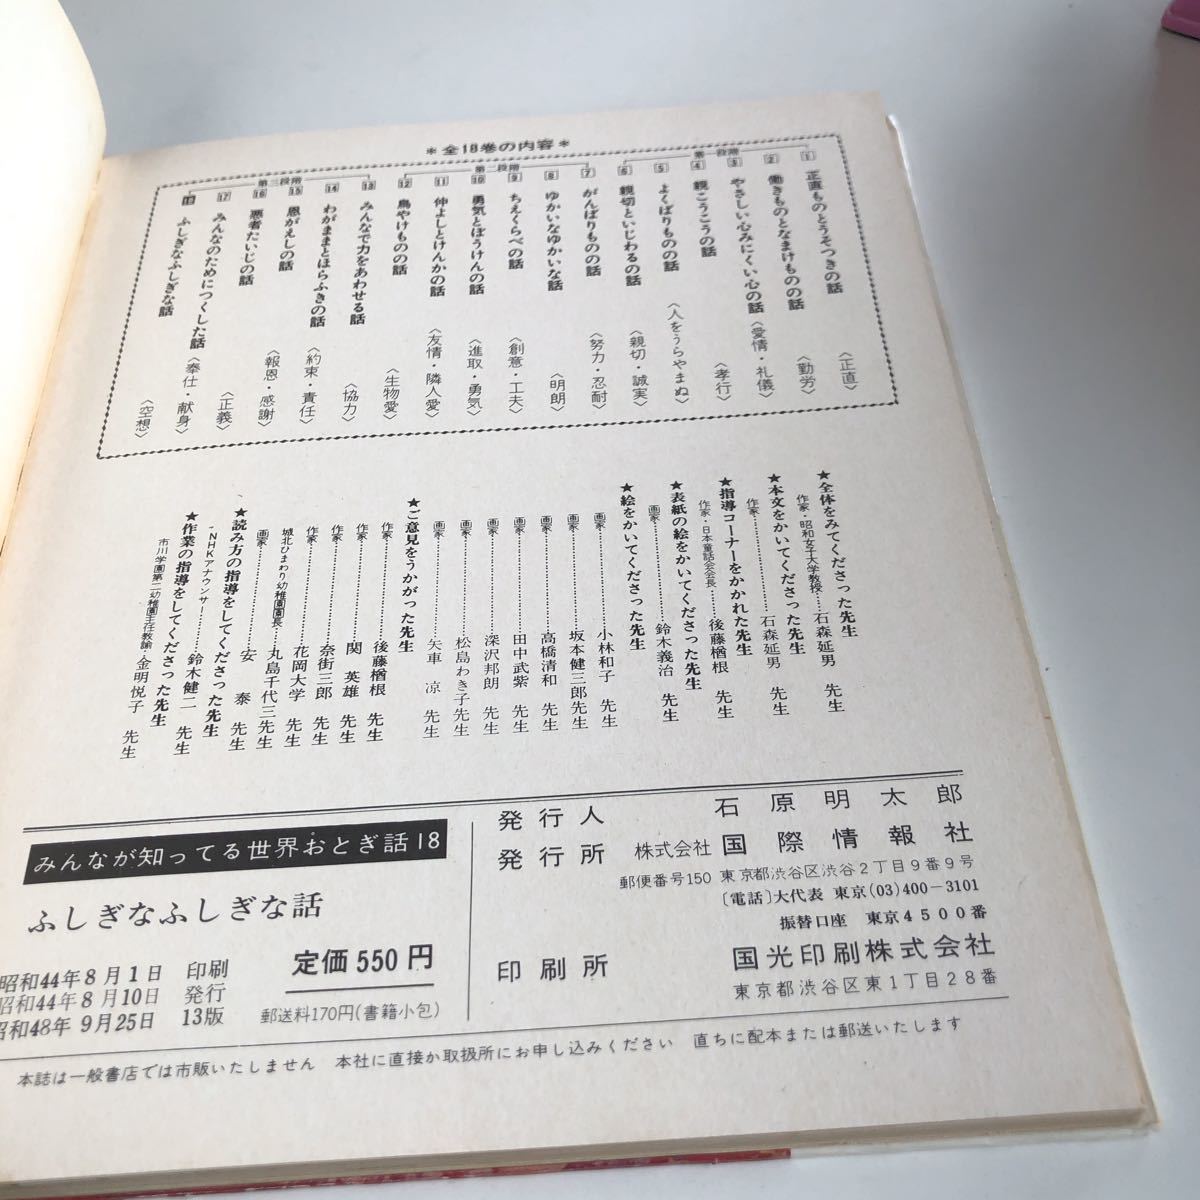 ＊全18巻の内容＊
第一段階
1 正直ものとうそつきの話 〈正直〉
2 働きものとなまけものの話 〈勤労〉
3 やさしい心みにくい心の話 〈愛情・礼儀〉
4 親こうこうの話 〈孝行〉
5 よくばりものの話 〈人をうらやまぬ〉
6 親切といじわるの話 〈親切・誠実〉
第二段階
7 がんばりものの話 〈努力・忍耐〉
8 ゆかいなゆかいな話 〈明朗〉
9 ちえくらべの話 〈創意・工夫〉
10 勇気とぼうけんの話 〈進取・勇気〉
11 仲よしとけんかの話 〈友情・隣人愛〉
12 鳥やけものの話 〈生物愛〉
第三段階
13 みんなで力をあわせる話 〈協力〉
14 わがままとほらふきの話 〈約束・責任〉
15 恩がえしの話 〈報恩・感謝〉
16 悪者たいじの話 〈正義〉
17 みんなのためにつくした話 〈奉仕・献身〉
18 ふしぎなふしぎな話 〈空想〉
★全体をみてくださった先生
作家・昭和女子大学教授……石森延男 先生
★本文をかいてくださった先生
作家……石森延男 先生
★指導コーナーをかかれた先生
作家・日本童話会会長……後藤楢根 先生
★表紙の絵をかいてくださった先生
画家……鈴木義治 先生
★絵をかいてくださった先生
画家……小林和子 先生
画家……坂本健三郎先生
画家……高橋清和 先生
画家……田中武紫 先生
画家……深沢邦朗 先生
画家……松島わき子先生
画家……矢車 凉 先生
★ご意見をうかがった先生
作家……後藤楢根 先生
作家……関 英雄 先生
作家……奈街三郎 先生
作家……花岡大学 先生
城北ひまわり幼稚園園長……丸島千代三先生
画家……安 泰 先生
★読み方の指導をしてくださった先生
NHKアナウンサー……鈴木健二 先生
★作業の指導をしてくださった先生
市川学園第二幼稚園主任教諭・金明悦子 先生
みんなが知ってる世界おとぎ話18
ふしぎなふしぎな話
昭和44年8月1日 印刷
昭和44年8月10日 発行
昭和48年9月25日 13版
定価550円
郵送料170円(書籍小包)
発行人 石原明太郎
発行所 株式会社 国際情報社
郵便番号150 東京都渋谷区渋谷2丁目9番9号
〔電話〕大代表 東京(03)400-3101
振替口座 東京4500番
印刷所 国光印刷株式会社
東京都渋谷区東1丁目28番
本誌は一般書店では市販いたしません 本社に直接か取扱所にお申し込みください 直ちに配本または郵送いたします